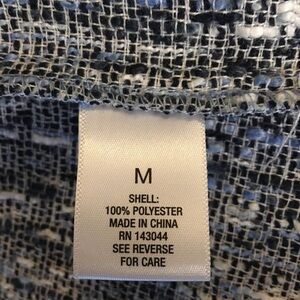 M
SHELL:
100% POLYESTER
MADE IN CHINA
RN 143044
SEE REVERSE
FOR CARE